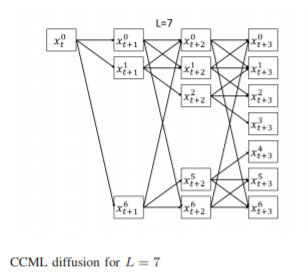 L=7
x_t^0 x_{t+1}^0 x_{t+2}^0 x_{t+3}^0
x_{t+1}^1 x_{t+2}^1 x_{t+3}^1
x_{t+2}^2 x_{t+3}^2
x_{t+3}^3
x_{t+3}^4
x_{t+2}^5 x_{t+3}^5
x_{t+1}^6 x_{t+2}^6 x_{t+3}^6
CCML diffusion for L = 7